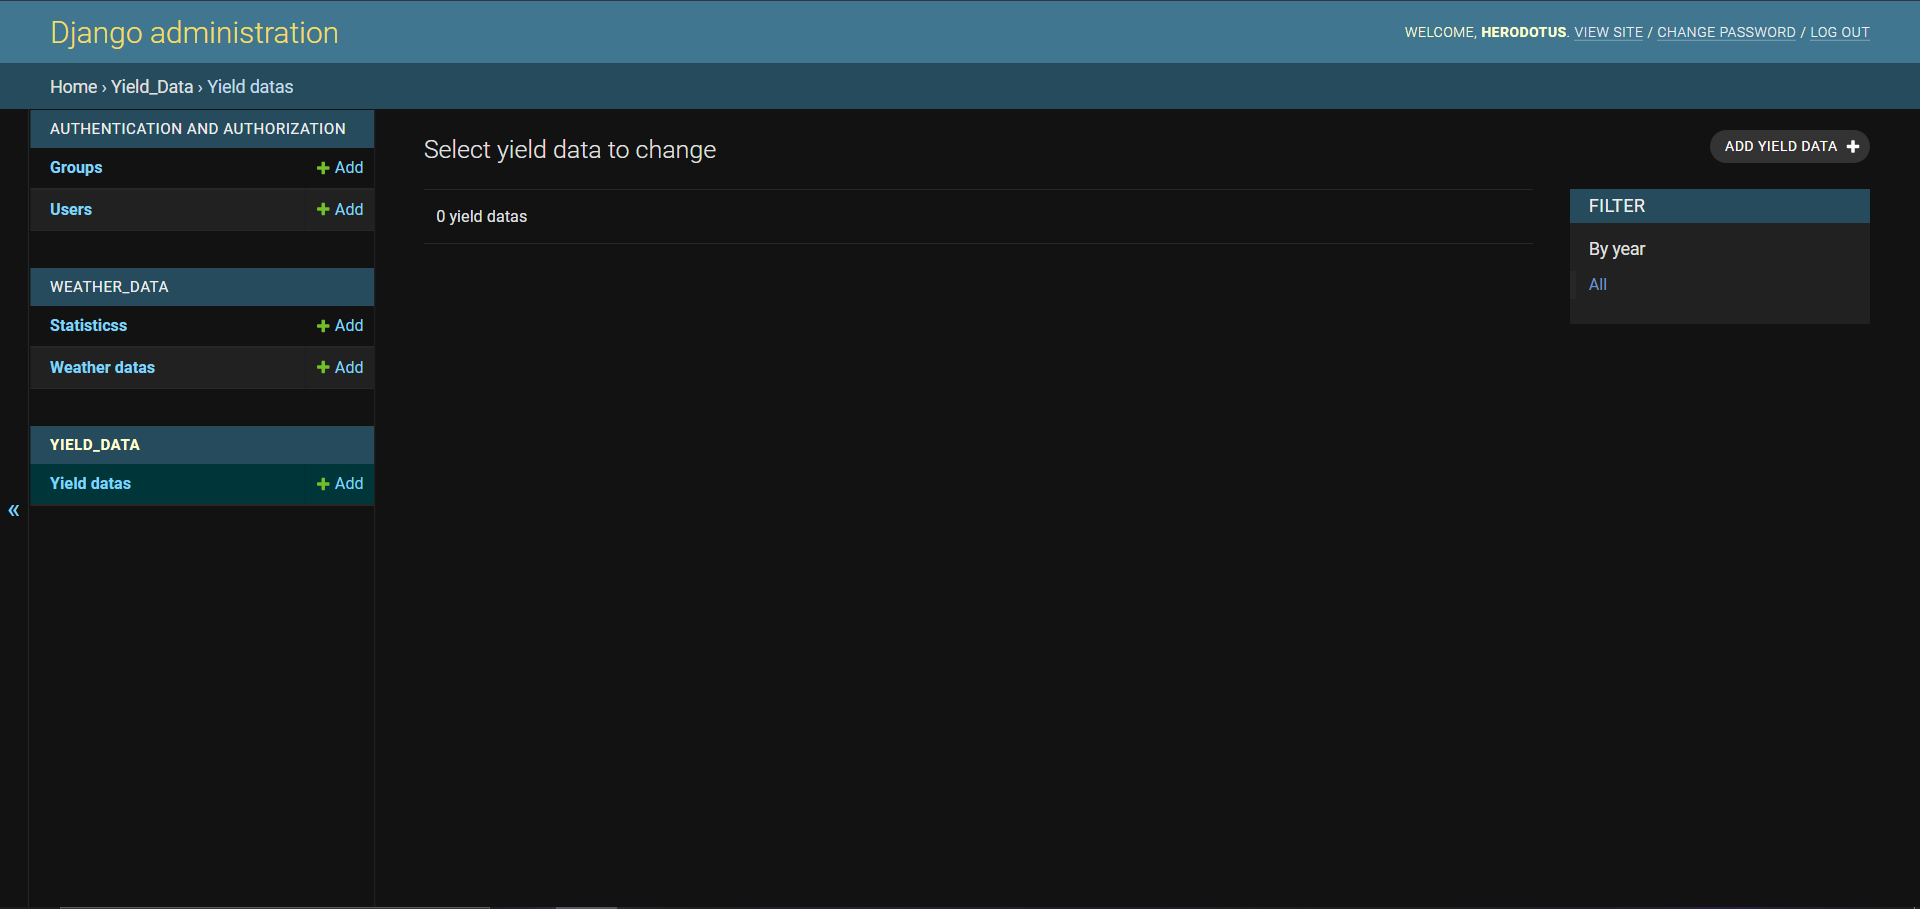 Django administration
WELCOME, HERODOTUS. VIEW SITE / CHANGE PASSWORD / LOG OUT
Home › Yield_Data › Yield datas
AUTHENTICATION AND AUTHORIZATION
Groups + Add
Users + Add
WEATHER_DATA
Statisticss + Add
Weather datas + Add
YIELD_DATA
Yield datas + Add
«
Select yield data to change
ADD YIELD DATA +
0 yield datas
FILTER
By year
All